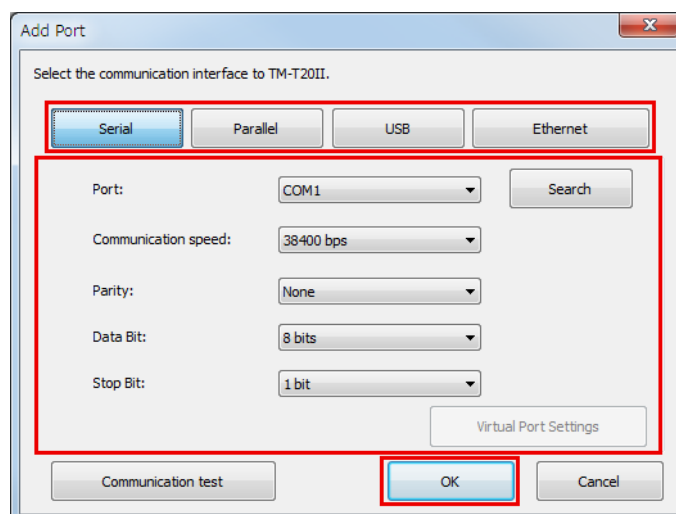 Add Port
Select the communication interface to TM-T20II.
Serial Parallel USB Ethernet
Port: COM1 Search
Communication speed: 38400 bps
Parity: None
Data Bit: 8 bits
Stop Bit: 1 bit
Virtual Port Settings
Communication test OK Cancel